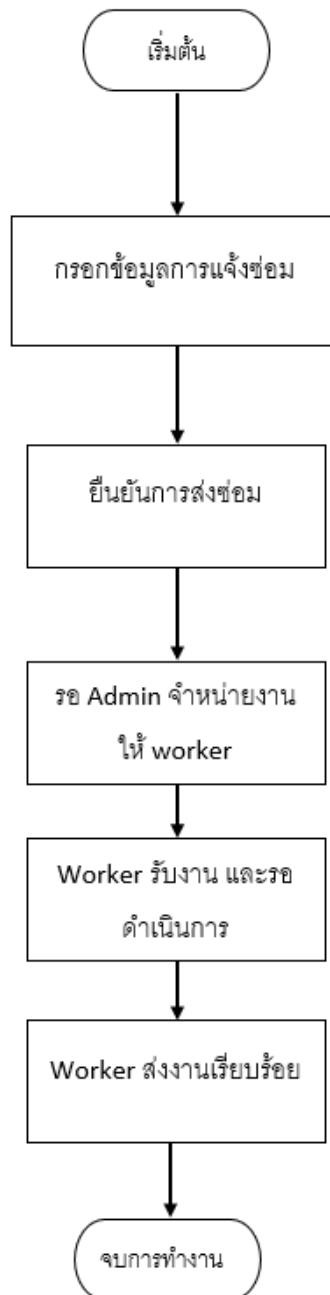 เริ่มต้น
กรอกข้อมูลการแจ้งซ่อม
ยืนยันการส่งซ่อม
รอ Admin จำหน่ายงาน
ให้ worker
Worker รับงาน และรอ
ดำเนินการ
Worker ส่งงานเรียบร้อย
จบการทำงาน